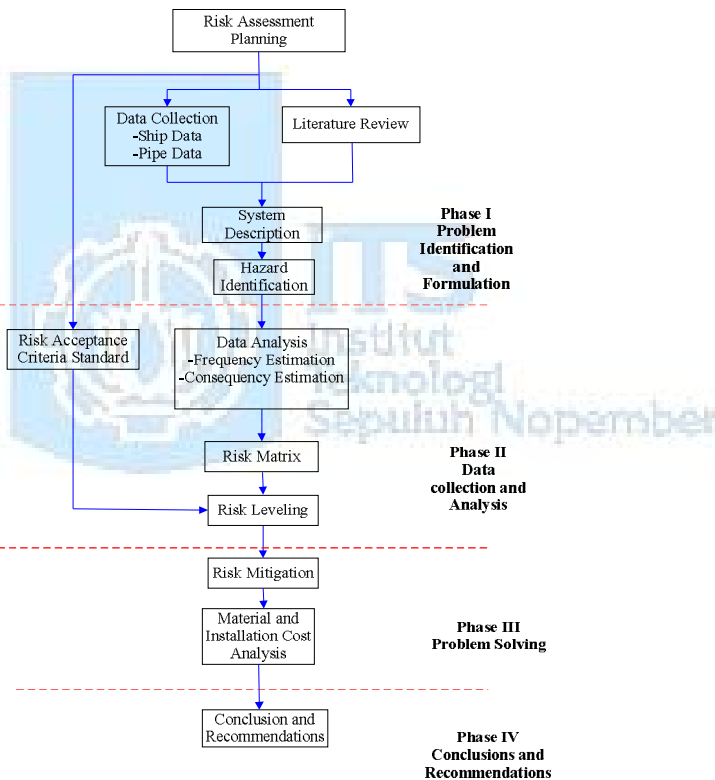 Risk Assessment
Planning
Data Collection
-Ship Data
-Pipe Data
Literature Review
System
Description
Hazard
Identification
Phase I
Problem
Identification
and
Formulation
ITS
Institut
Teknologi
Sepuluh Nopember
Risk Acceptance
Criteria Standard
Data Analysis
-Frequency Estimation
-Consequency Estimation
Risk Matrix
Risk Leveling
Phase II
Data
collection and
Analysis
Risk Mitigation
Material and
Installation Cost
Analysis
Phase III
Problem Solving
Conclusion and
Recommendations
Phase IV
Conclusions and
Recommendations